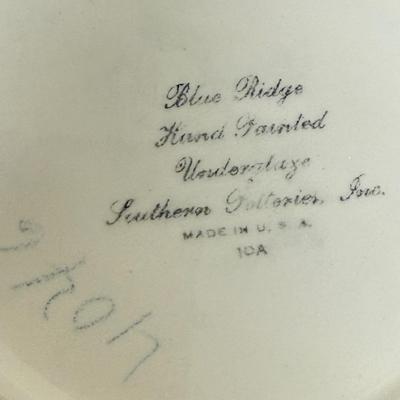 Blue Ridge
Hand Painted
Underglaze
Southern Potteries, Inc.
MADE IN U. S. A.
10A